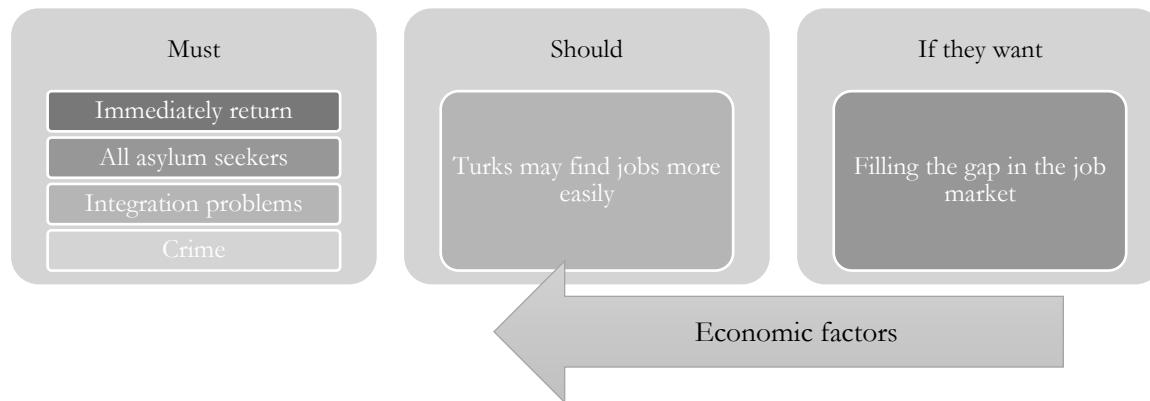 Must
Immediately return
All asylum seekers
Integration problems
Crime
Should
Turks may find jobs more
easily
If they want
Filling the gap in the job
market
Economic factors